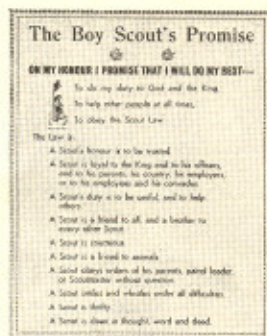 The Boy Scout's Promise
ON MY HONOUR I PROMISE THAT I WILL DO MY BEST—
To do my duty to God and the King.
To help other people at all times,
To obey the Scout Law
The Law is:
A Scout's honour is to be trusted.
A Scout is loyal to the King and to his officers,
and to his parents, his country, his employers,
or to his employees and his comrades
A Scout's duty is to be useful, and to help
others.
A Scout is a friend to all, and a brother to
every other Scout
A Scout is courteous.
A Scout is a friend to animals
A Scout obeys orders of his parents, patrol leader,
or Scoutmaster without question
A Scout smiles and whistles under all difficulties.
A Scout is thrifty.
A Scout is clean in thought, word and deed.